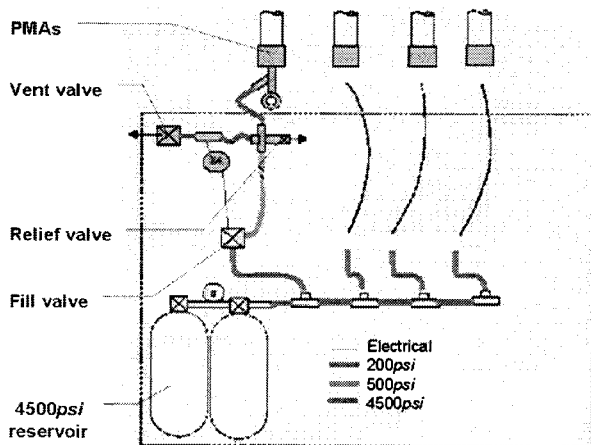 PMAs
Vent valve
Relief valve
Fill valve
4500psi
reservoir
Electrical
200psi
500psi
4500psi